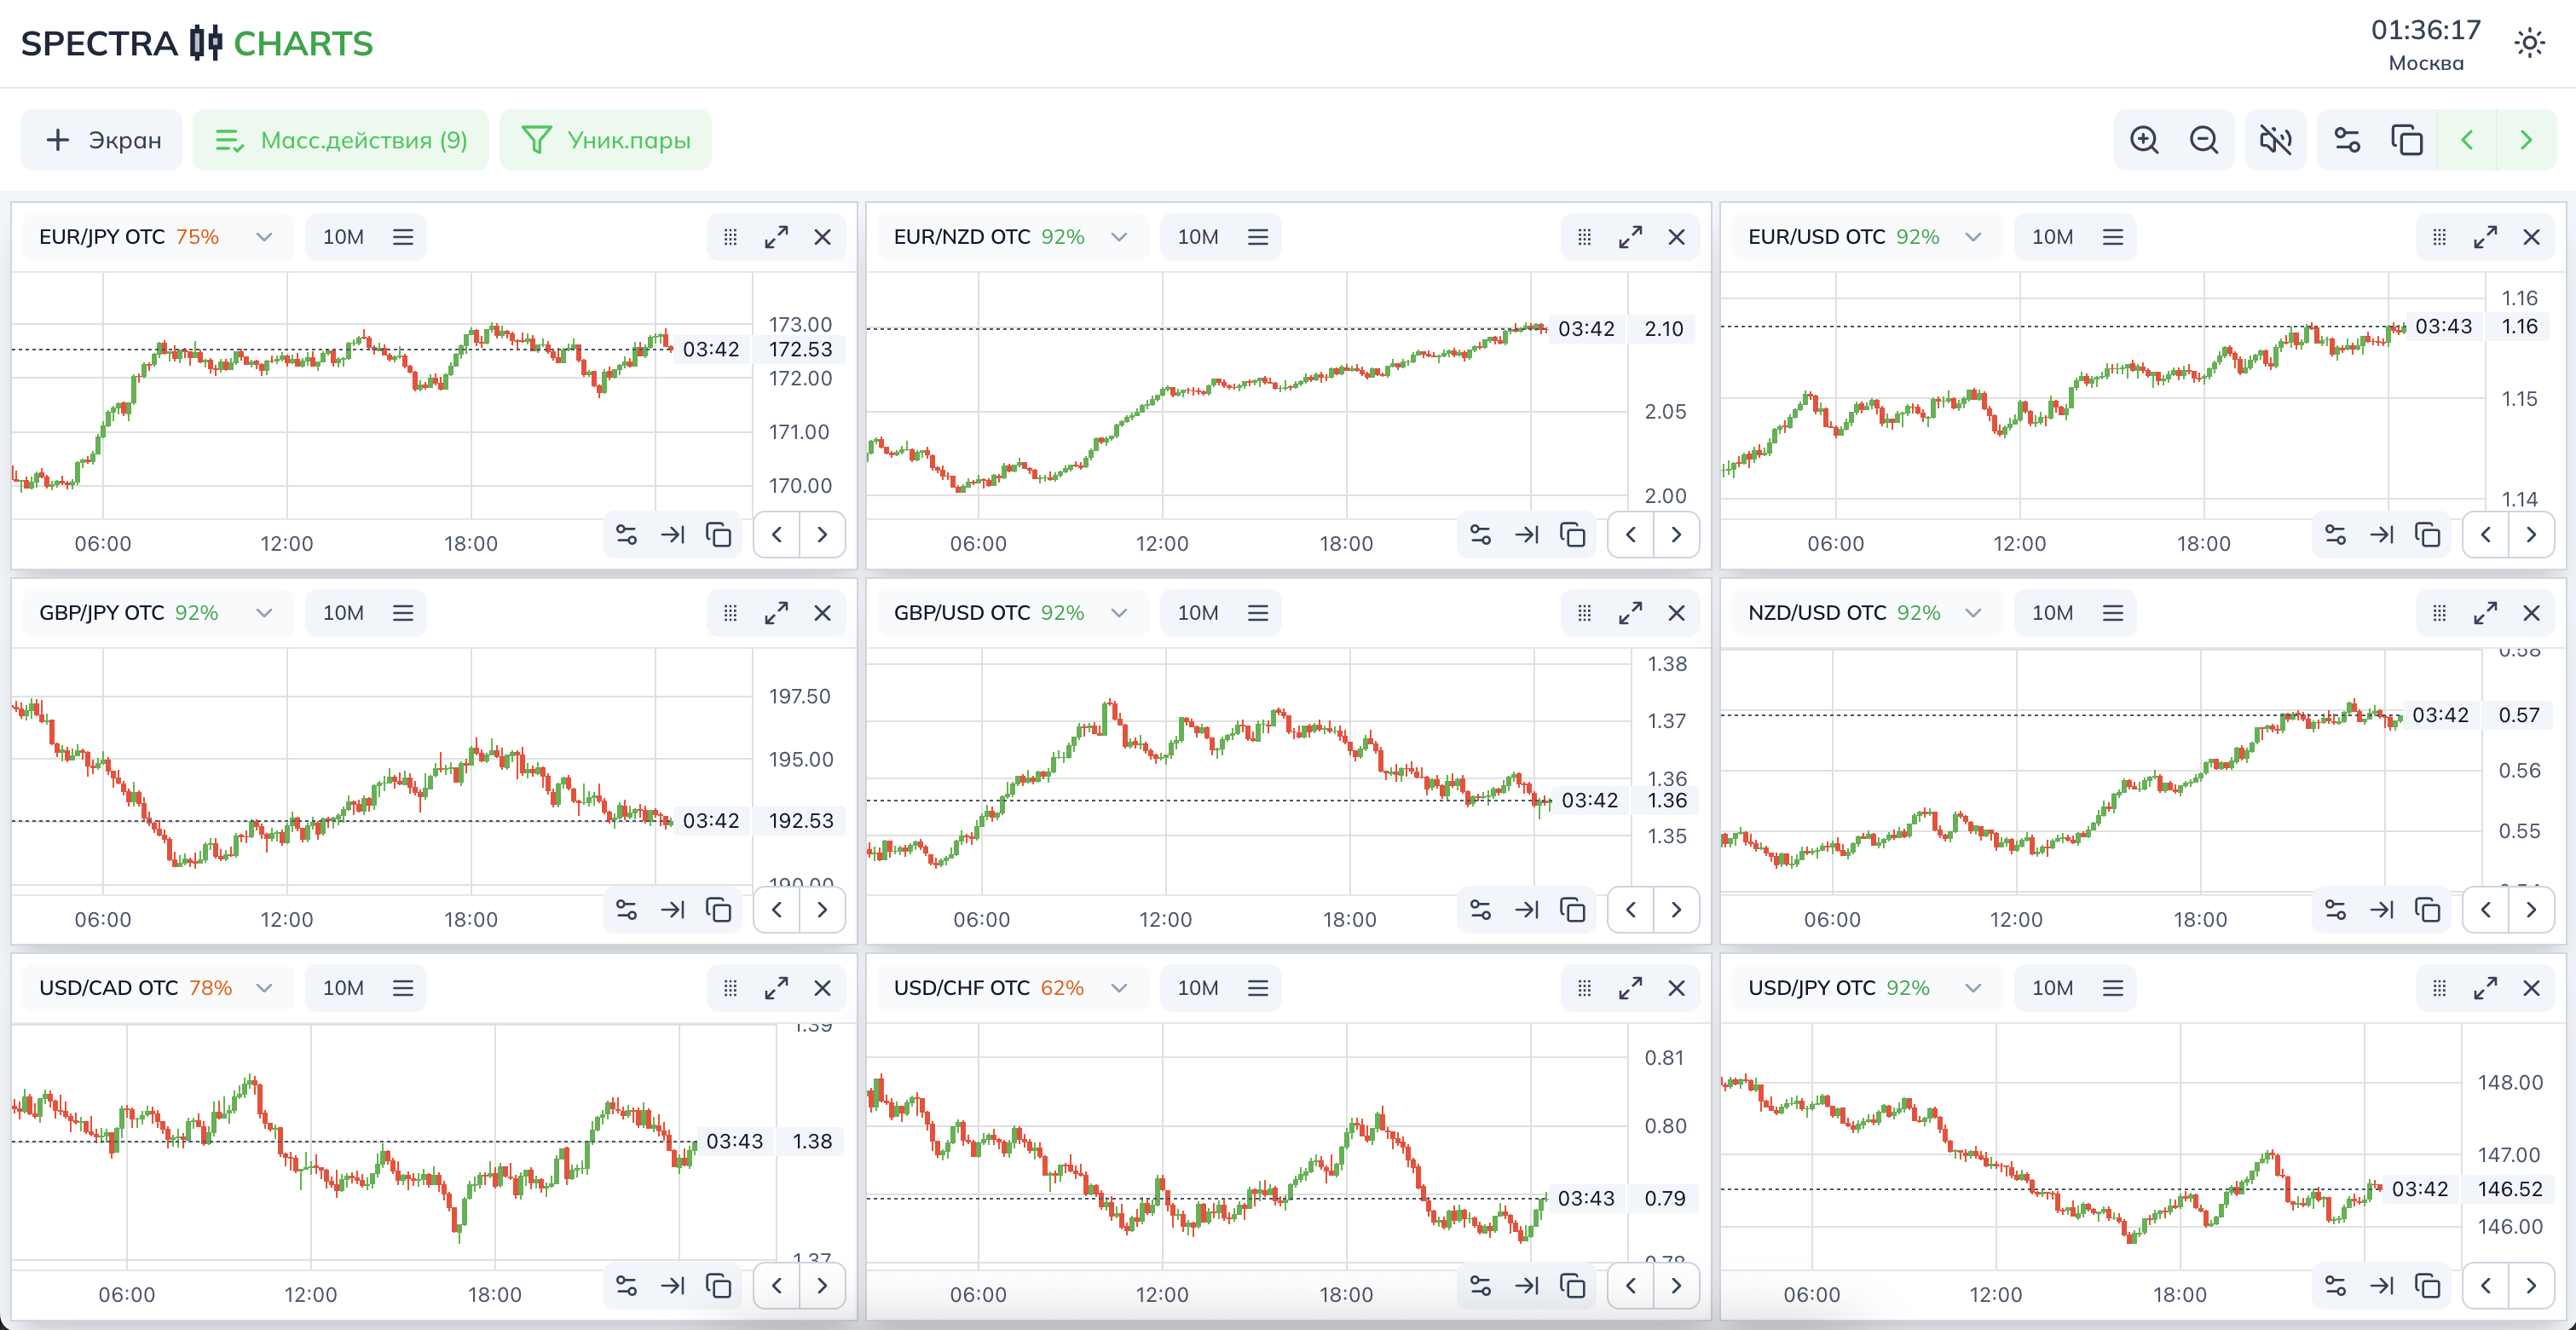 SPECTRA CHARTS
01:36:17
Москва
Экран
Масс.действия (9)
Уник.пары
EUR/JPY OTC 75%
10M
173.00
03:42 172.53
172.00
171.00
170.00
06:00 12:00 18:00
EUR/NZD OTC 92%
10M
03:42 2.10
2.05
2.00
06:00 12:00 18:00
EUR/USD OTC 92%
10M
1.16
03:43 1.16
1.15
1.14
06:00 12:00 18:00
GBP/JPY OTC 92%
10M
197.50
195.00
03:42 192.53
190.00
06:00 12:00 18:00
GBP/USD OTC 92%
10M
1.38
1.37
1.36
03:42 1.36
1.35
06:00 12:00 18:00
NZD/USD OTC 92%
10M
0.58
03:42 0.57
0.56
0.55
06:00 12:00 18:00
USD/CAD OTC 78%
10M
1.39
03:43 1.38
1.37
06:00 12:00 18:00
USD/CHF OTC 62%
10M
0.81
0.80
03:43 0.79
0.78
06:00 12:00 18:00
USD/JPY OTC 92%
10M
148.00
147.00
03:42 146.52
146.00
06:00 12:00 18:00